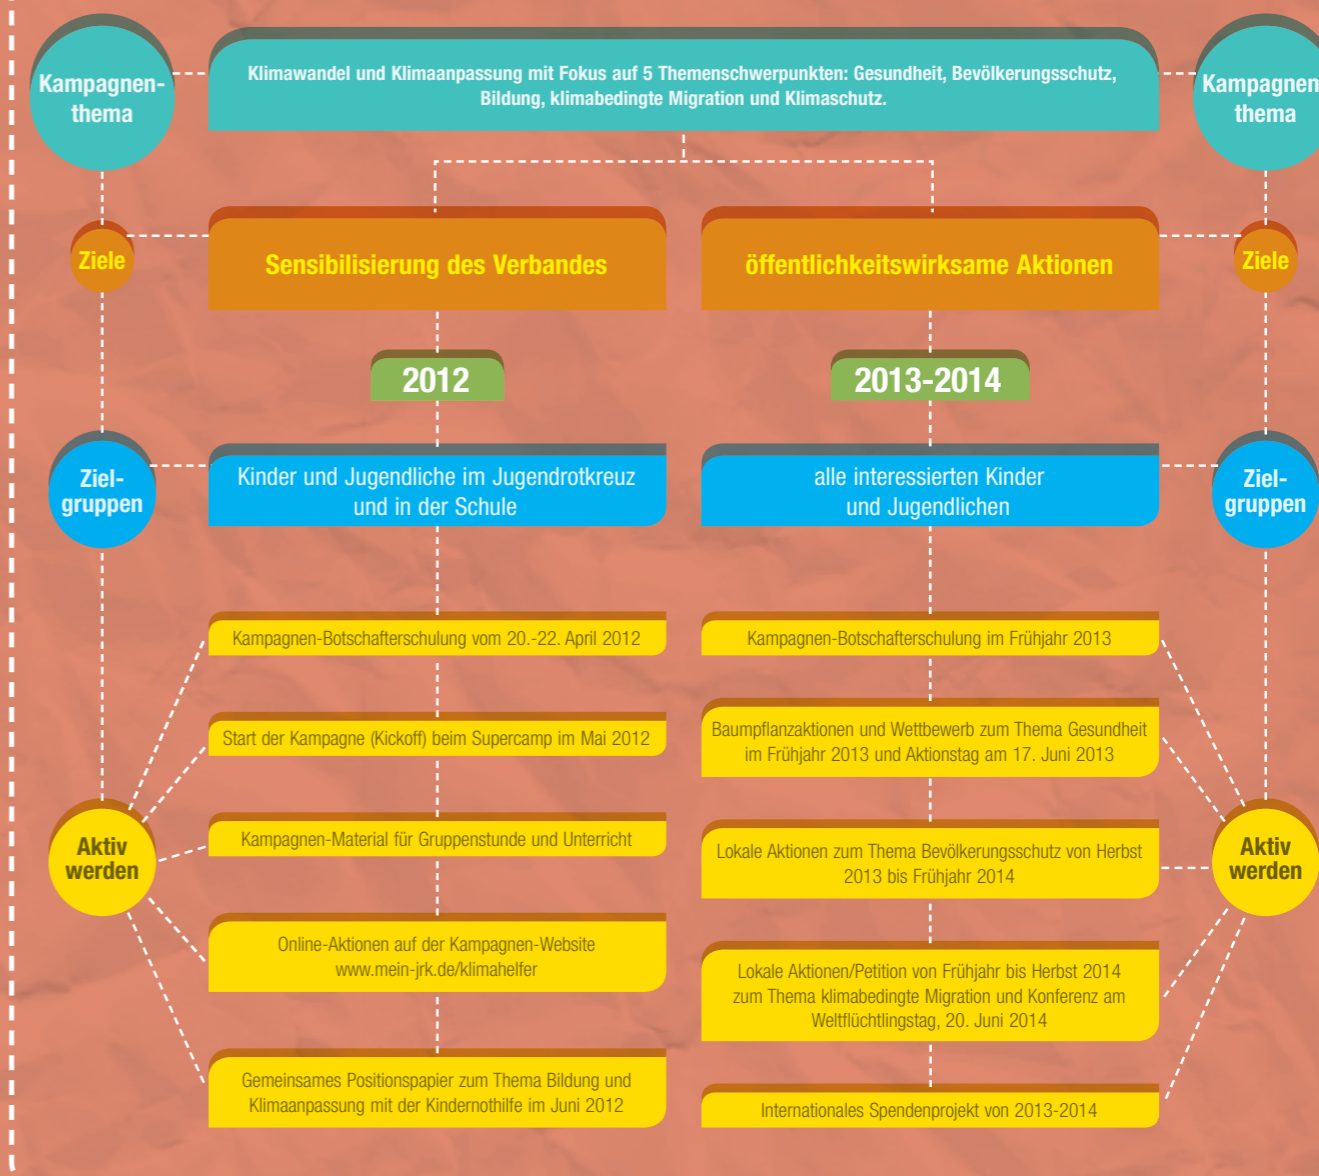 Kampagnen-
thema
Klimawandel und Klimaanpassung mit Fokus auf 5 Themenschwerpunkten: Gesundheit, Bevölkerungsschutz,
Bildung, klimabedingte Migration und Klimaschutz.
Kampagnen
thema
Ziele
Sensibilisierung des Verbandes
öffentlichkeitswirksame Aktionen
Ziele
2012
2013-2014
Ziel-
gruppen
Kinder und Jugendliche im Jugendrotkreuz
und in der Schule
alle interessierten Kinder
und Jugendlichen
Ziel-
gruppen
Aktiv
werden
Kampagnen-Botschafterschulung vom 20.-22. April 2012
Start der Kampagne (Kickoff) beim Supercamp im Mai 2012
Kampagnen-Material für Gruppenstunde und Unterricht
Online-Aktionen auf der Kampagnen-Website
www.mein-jrk.de/klimahelfer
Gemeinsames Positionspapier zum Thema Bildung und
Klimaanpassung mit der Kindernothilfe im Juni 2012
Kampagnen-Botschafterschulung im Frühjahr 2013
Baumpflanzaktionen und Wettbewerb zum Thema Gesundheit
im Frühjahr 2013 und Aktionstag am 17. Juni 2013
Lokale Aktionen zum Thema Bevölkerungsschutz von Herbst
2013 bis Frühjahr 2014
Lokale Aktionen/Petition von Frühjahr bis Herbst 2014
zum Thema klimabedingte Migration und Konferenz am
Weltflüchtlingstag, 20. Juni 2014
Internationales Spendenprojekt von 2013-2014
Aktiv
werden